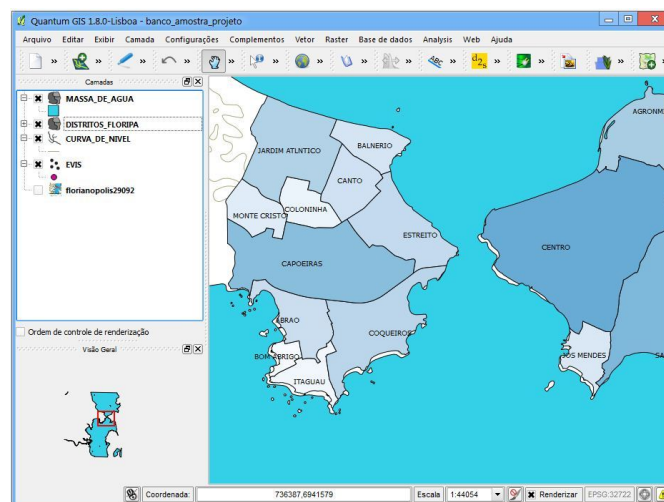 Quantum GIS 1.8.0-Lisboa - banco_amostra_projeto
Arquivo Editar Exibir Camada Configurações Complementos Vetor Raster Base de dados Analysis Web Ajuda
Camadas
MASSA_DE_AGUA
DISTRITOS_FLORIPA
CURVA_DE_NIVEL
EVIS
florianopolis29092
Ordem de controle de renderização
Visão Geral
AGRONM
BALNERIO
JARDIM ATLNTICO
CANTO
COLONINHA
MONTE CRISTO
ESTREITO
CENTRO
CAPOEIRAS
ABRAO
COQUEIROS
BOM ABRIGO
JOS MENDES
SA
ITAGUAU
Coordenada: 736387,6941579 Escala 1:44054 Renderizar EPSG:32722